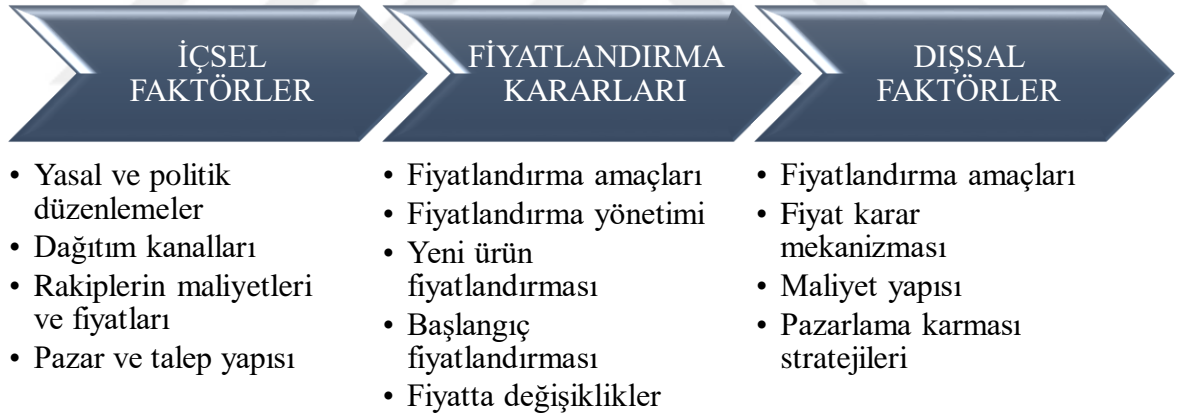 İÇSEL
FAKTÖRLER
• Yasal ve politik
düzenlemeler
• Dağıtım kanalları
• Rakiplerin maliyetleri
ve fiyatları
• Pazar ve talep yapısı
FİYATLANDIRMA
KARARLARI
• Fiyatlandırma amaçları
• Fiyatlandırma yönetimi
• Yeni ürün
fiyatlandırması
• Başlangıç
fiyatlandırması
• Fiyatta değişiklikler
DIŞSAL
FAKTÖRLER
• Fiyatlandırma amaçları
• Fiyat karar
mekanizması
• Maliyet yapısı
• Pazarlama karması
stratejileri